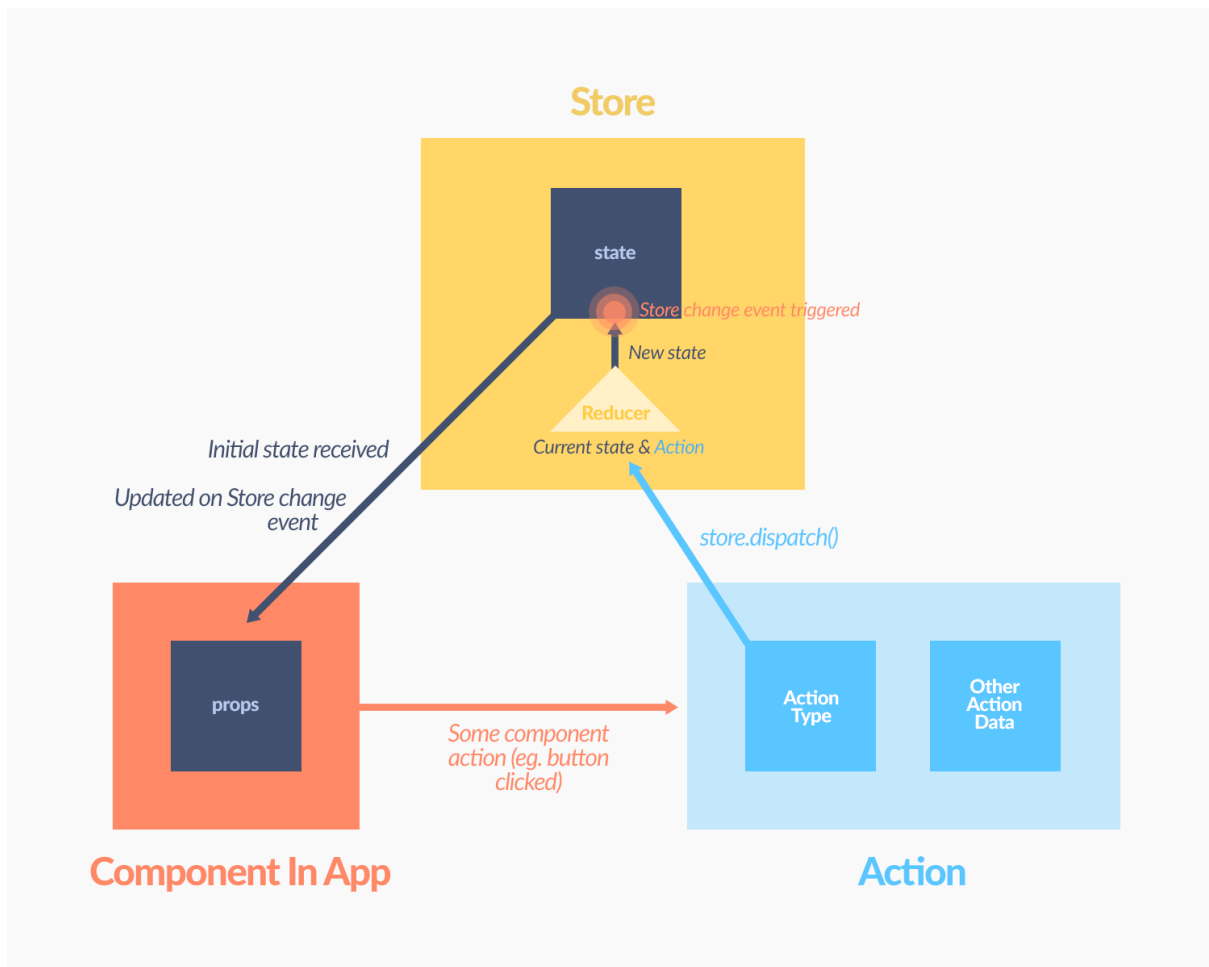 Store
state
Store change event triggered
New state
Reducer
Current state & Action
Initial state received
Updated on Store change
event
store.dispatch()
props
Some component
action (eg. button
clicked)
Action
Type
Other
Action
Data
Component In App
Action